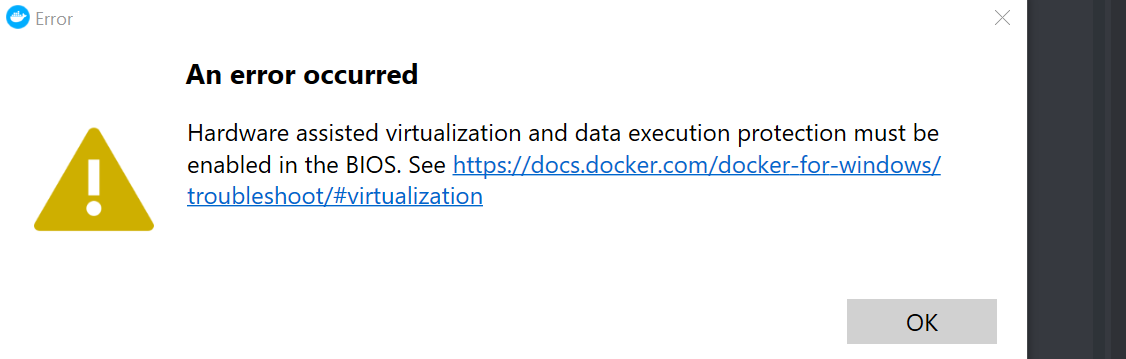 Error
An error occurred
Hardware assisted virtualization and data execution protection must be
enabled in the BIOS. See https://docs.docker.com/docker-for-windows/
troubleshoot/#virtualization
OK